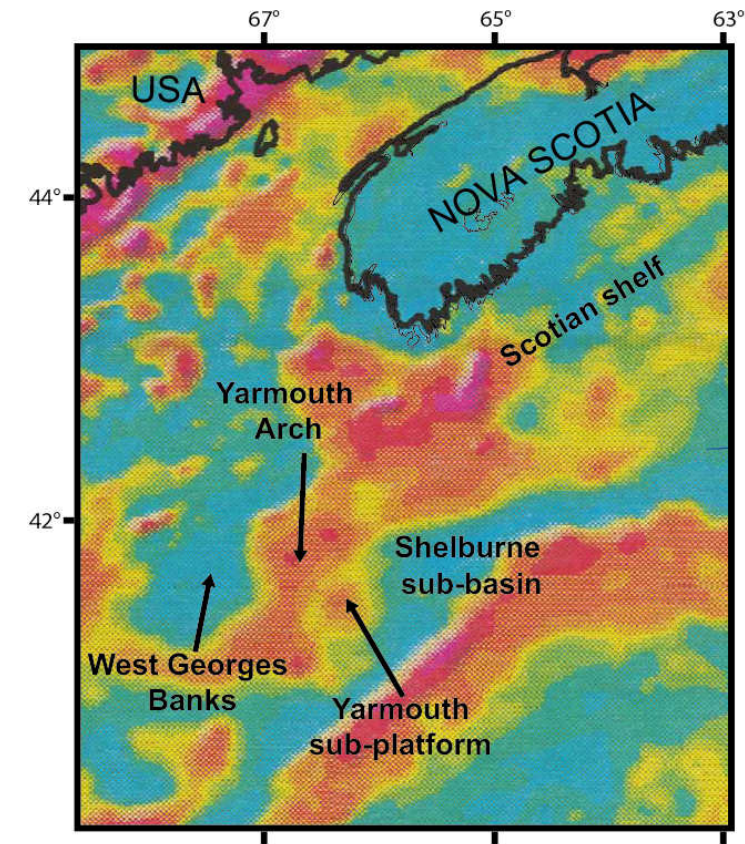 67°
65°
63°
USA
NOVA SCOTIA
44°
Scotian shelf
Yarmouth
Arch
42°
Shelburne
sub-basin
West Georges
Banks
Yarmouth
sub-platform